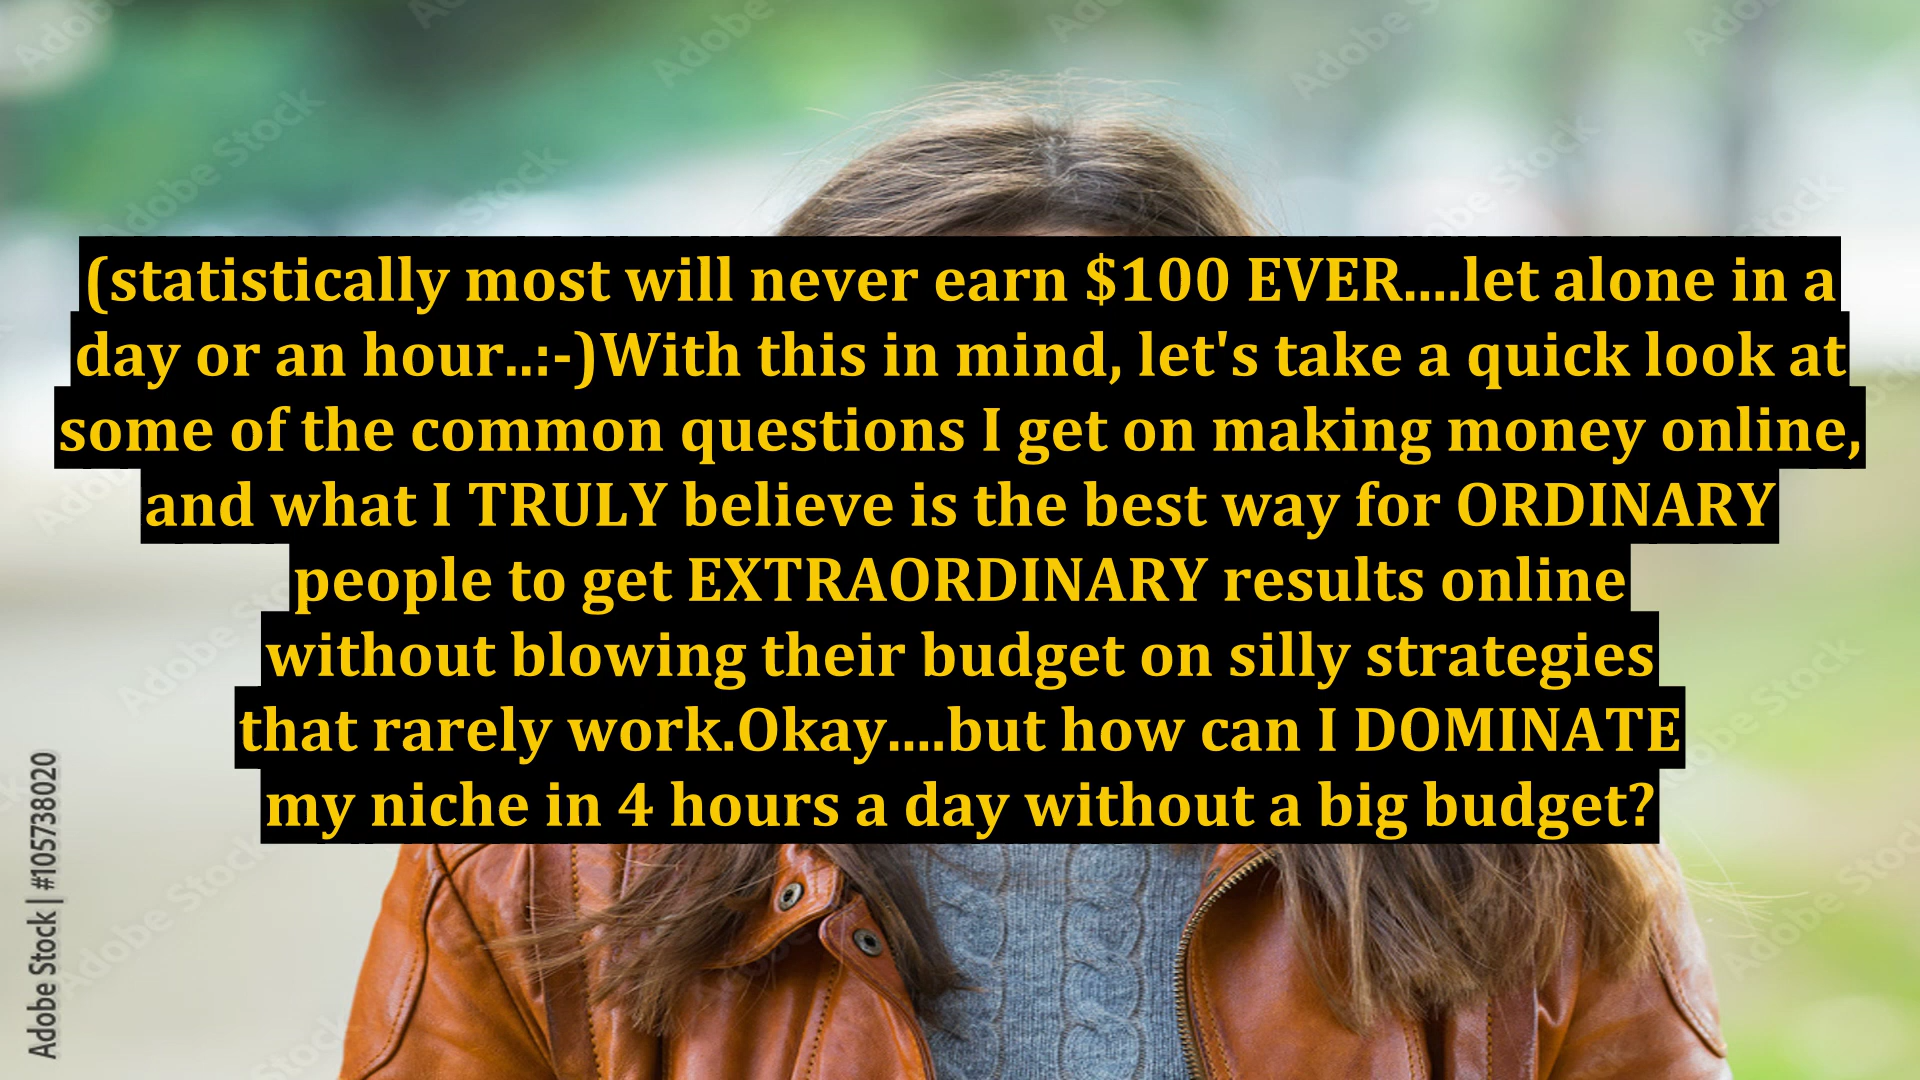 (statistically most will never earn $100 EVER....let alone in a
day or an hour..:-)With this in mind, let's take a quick look at
some of the common questions I get on making money online,
and what I TRULY believe is the best way for ORDINARY
people to get EXTRAORDINARY results online
without blowing their budget on silly strategies
that rarely work.Okay....but how can I DOMINATE
my niche in 4 hours a day without a big budget?
Adobe Stock | #105738020
Adobe Stock